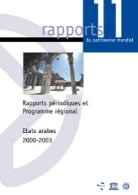 rapports
11
du patrimoine mondial
Rapports périodiques et
Programme régional
Etats arabes
2000-2003